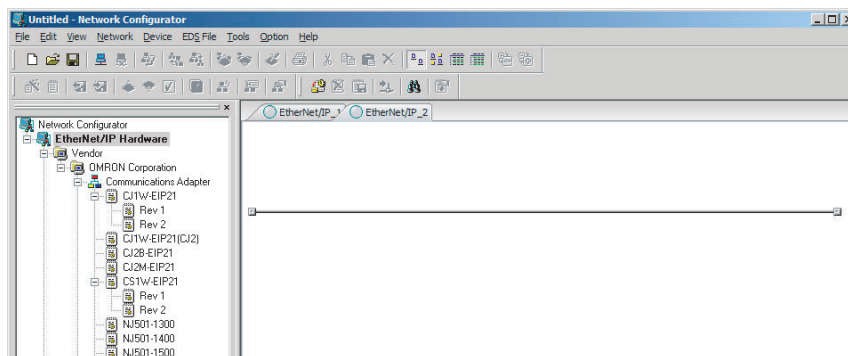 Untitled - Network Configurator
File Edit View Network Device EDS File Tools Option Help
EtherNet/IP_1 EtherNet/IP_2
Network Configurator
EtherNet/IP Hardware
Vendor
OMRON Corporation
Communications Adapter
CJ1W-EIP21
Rev 1
Rev 2
CJ1W-EIP21(CJ2)
CJ2B-EIP21
CJ2M-EIP21
CS1W-EIP21
Rev 1
Rev 2
NJ501-1300
NJ501-1400
NJ501-1500